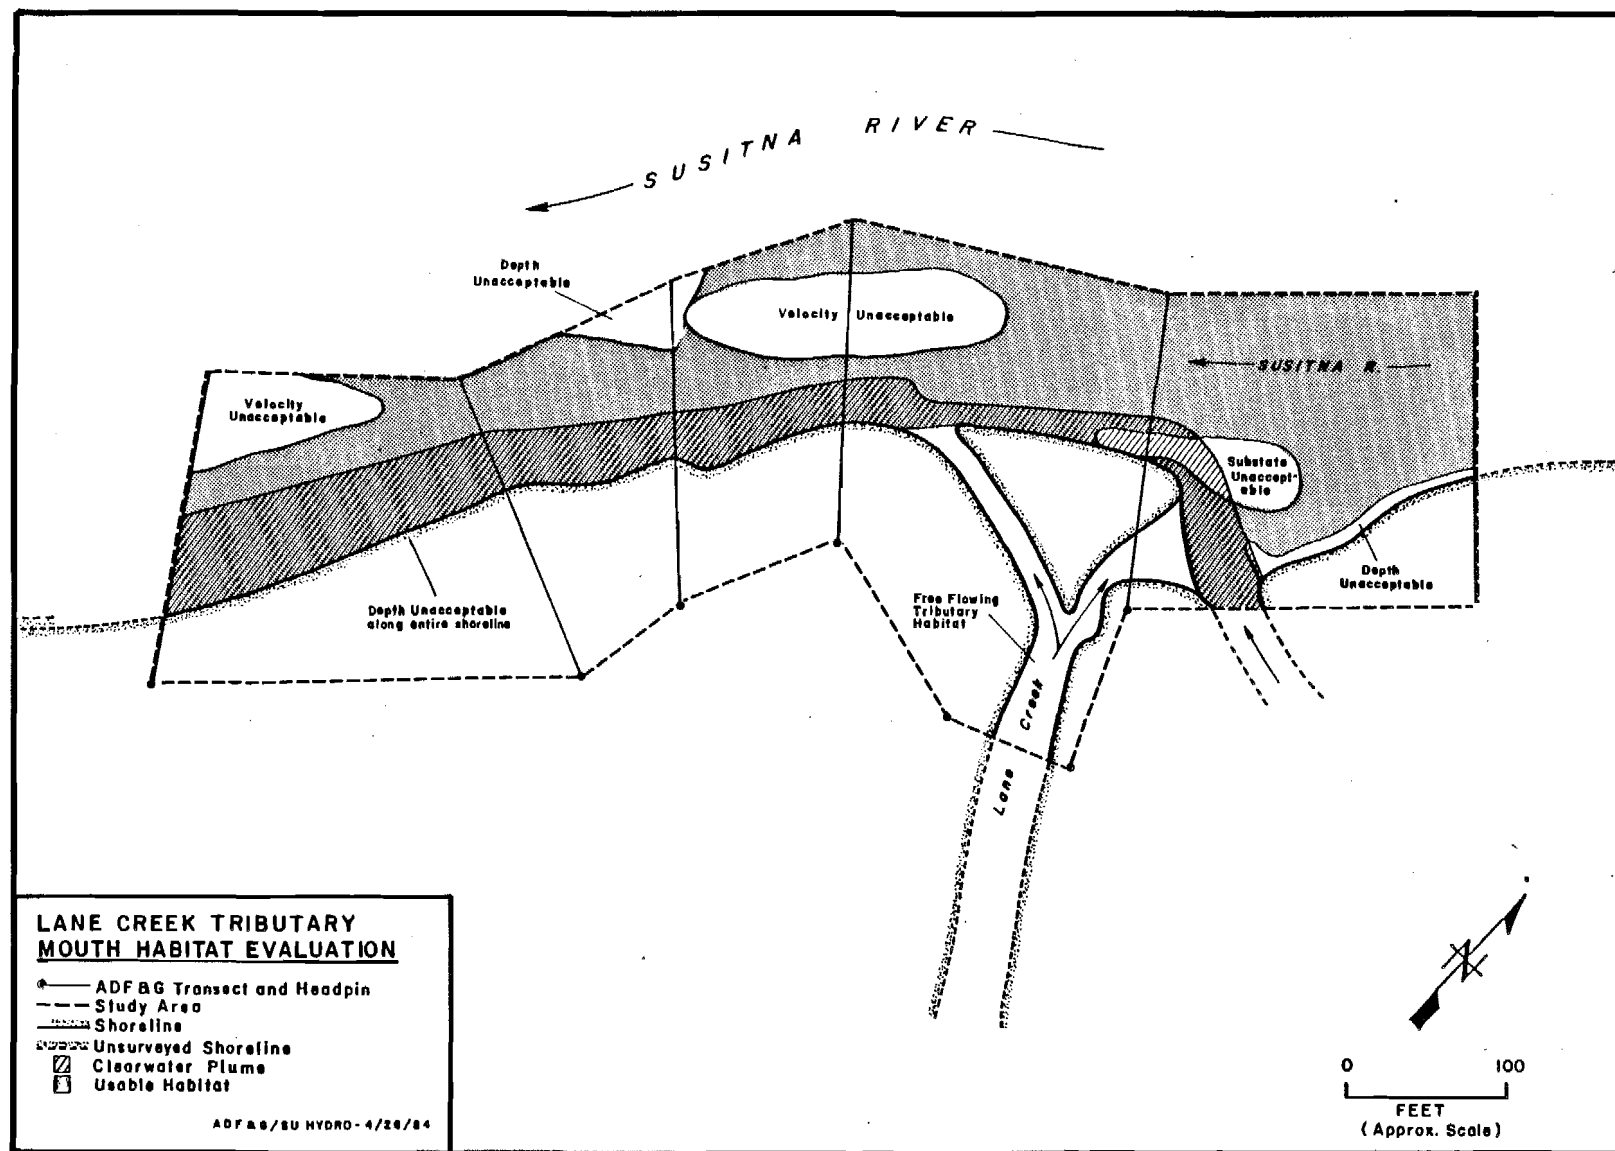 SUSITNA RIVER
Depth
Unacceptable
Velocity Unacceptable
SUSITNA R.
Velocity
Unacceptable
Substate
Unaccept-
able
Depth
Unacceptable
Depth Unacceptable
along entire shoreline
Free Flowing
Tributary
Habitat
Lane Creek
LANE CREEK TRIBUTARY
MOUTH HABITAT EVALUATION
ADF&G Transect and Headpin
Study Area
Shoreline
Unsurveyed Shoreline
Clearwater Plume
Usable Habitat
ADF&G/SU HYDRO - 4/26/84
N
0 100
FEET
(Approx. Scale)